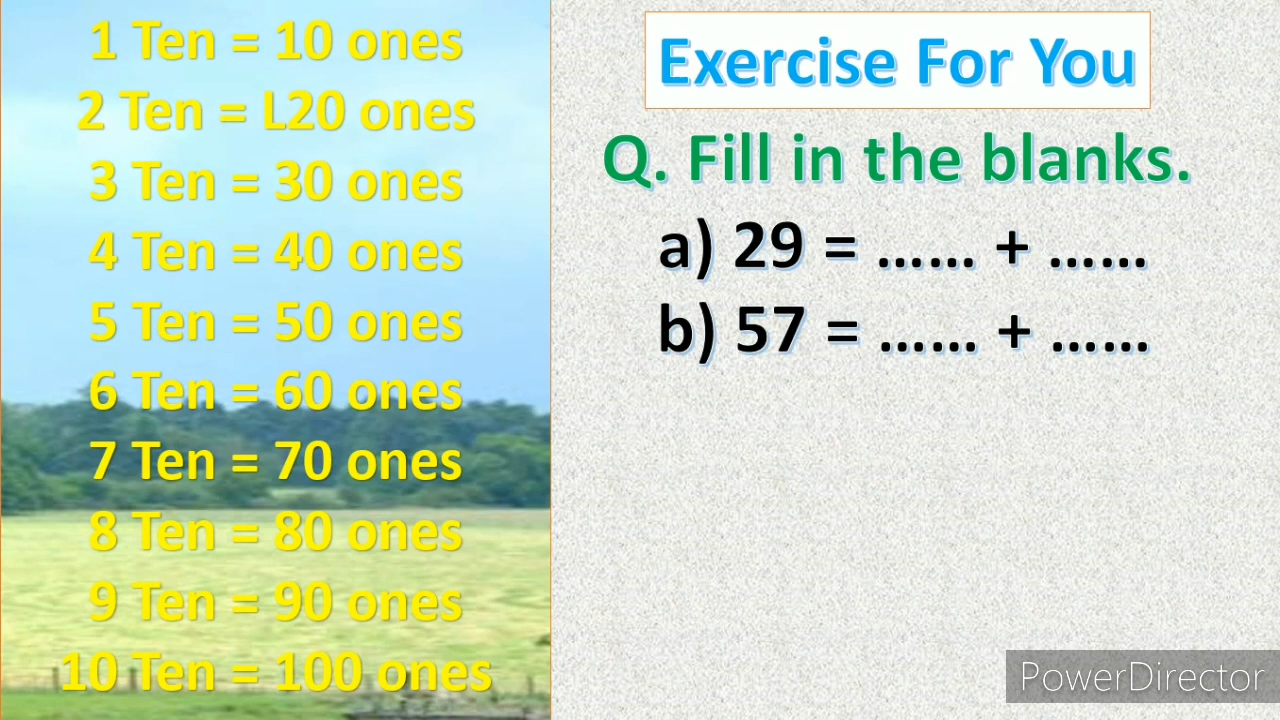 1 Ten = 10 ones
2 Ten = L20 ones
3 Ten = 30 ones
4 Ten = 40 ones
5 Ten = 50 ones
6 Ten = 60 ones
7 Ten = 70 ones
8 Ten = 80 ones
9 Ten = 90 ones
10 Ten = 100 ones
Exercise For You
Q. Fill in the blanks.
a) 29 = …… + ……
b) 57 = …… + ……
PowerDirector